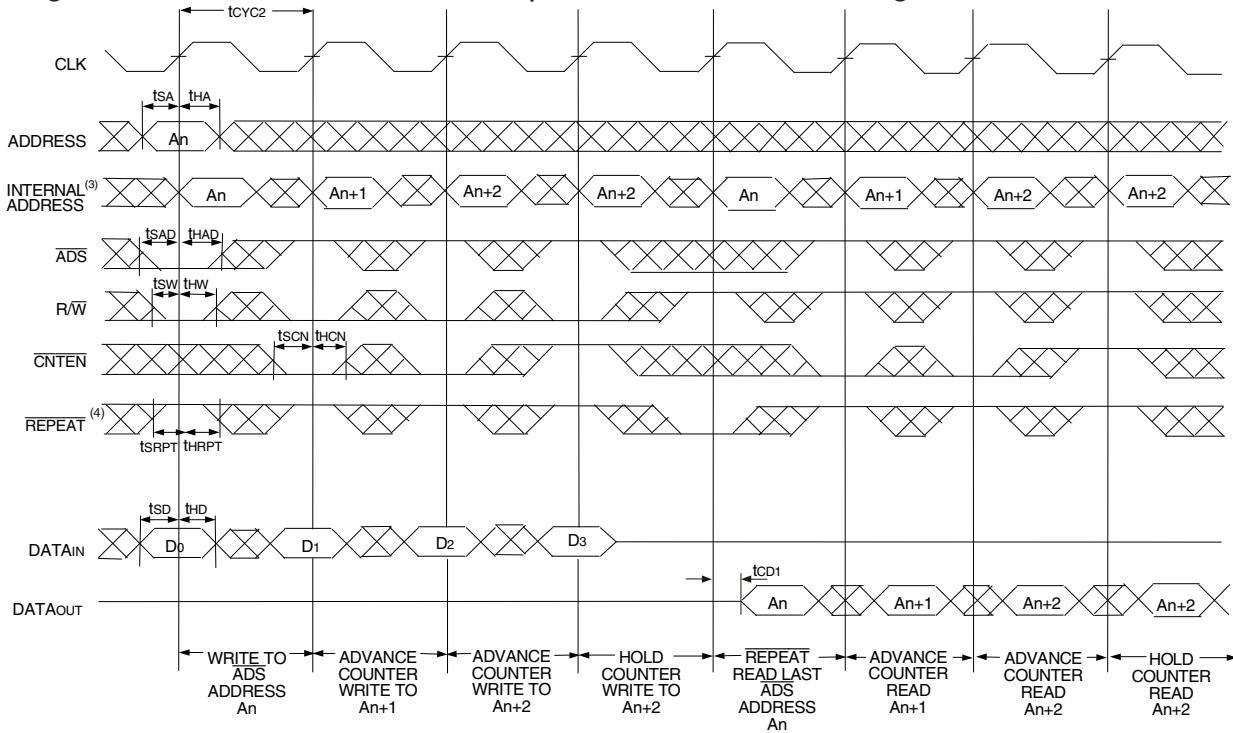 tCYC2
CLK
tSA tHA
ADDRESS An
INTERNAL(3) ADDRESS An An+1 An+2 An+2 An An+1 An+2 An+2
tSAD tHAD
ADS
tSW tHW
R/W
tSCN tHCN
CNTEN
REPEAT (4)
tSRPT tHRPT
tSD tHD
DATAIN D0 D1 D2 D3
tCD1
DATAOUT An An+1 An+2 An+2
WRITE TO ADS ADDRESS An
ADVANCE COUNTER WRITE TO An+1
ADVANCE COUNTER WRITE TO An+2
HOLD COUNTER WRITE TO An+2
REPEAT READ LAST ADS ADDRESS An
ADVANCE COUNTER READ An+1
ADVANCE COUNTER READ An+2
HOLD COUNTER READ An+2